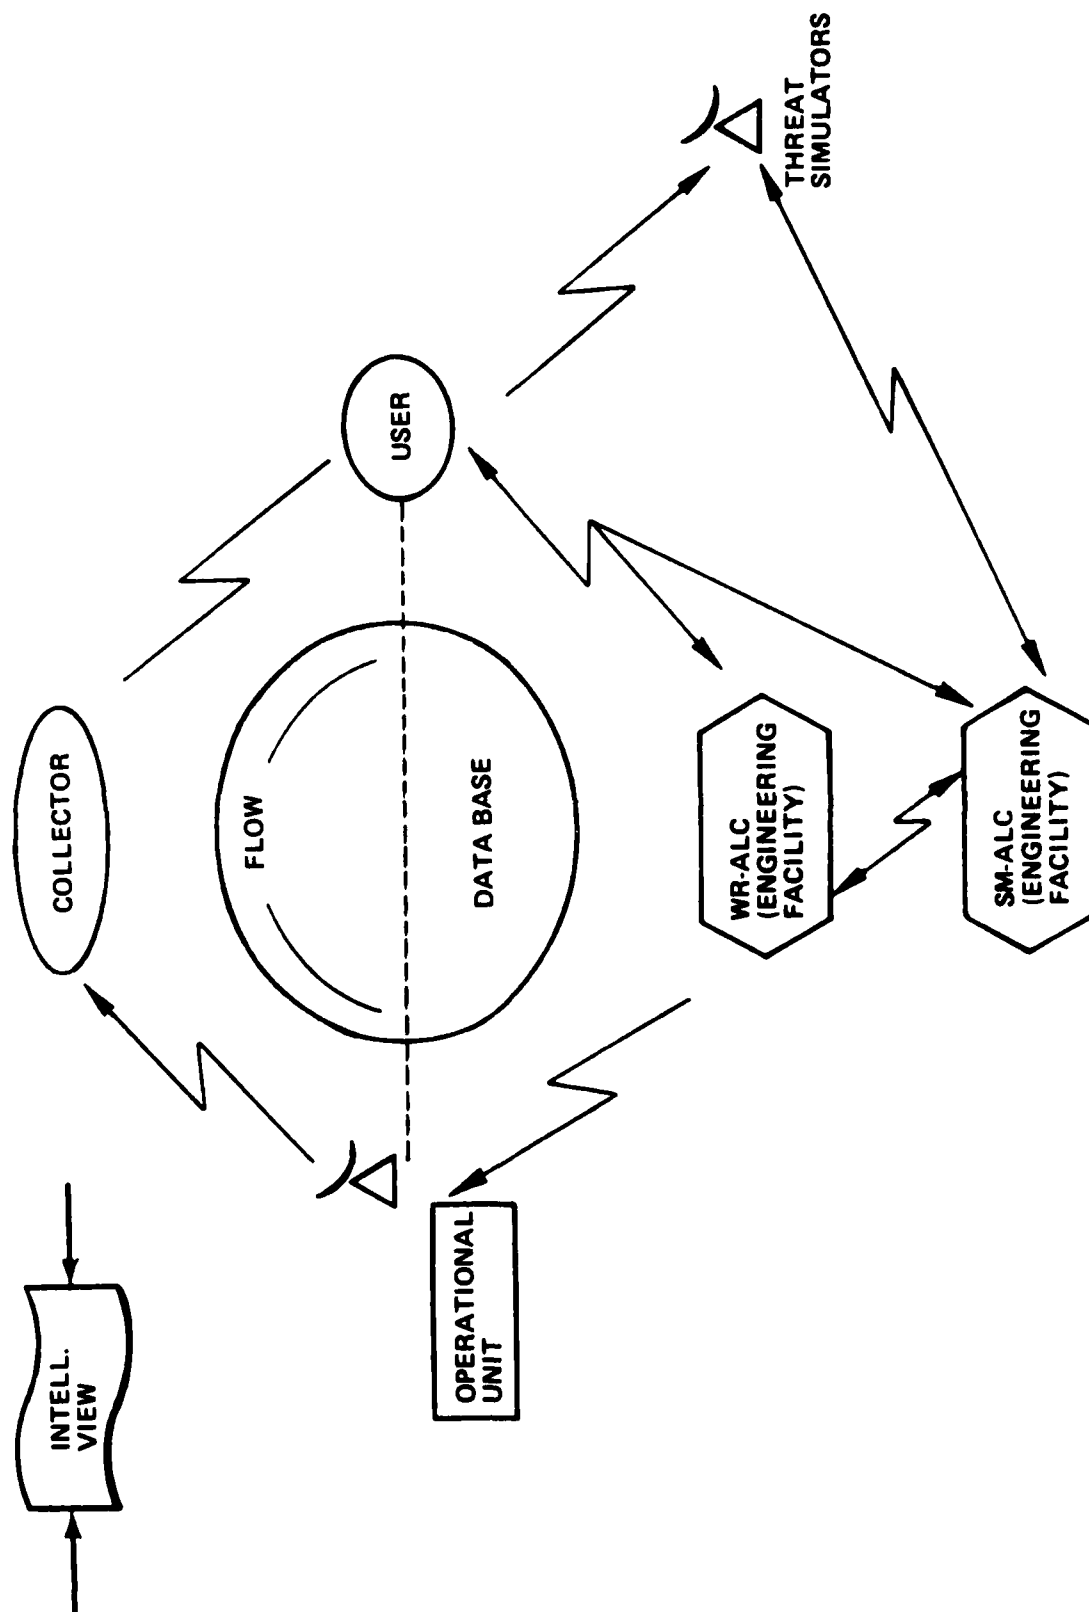 INTELL.
VIEW
COLLECTOR
FLOW
DATA BASE
USER
OPERATIONAL
UNIT
WR-ALC
(ENGINEERING
FACILITY)
SM-ALC
(ENGINEERING
FACILITY)
THREAT
SIMULATORS